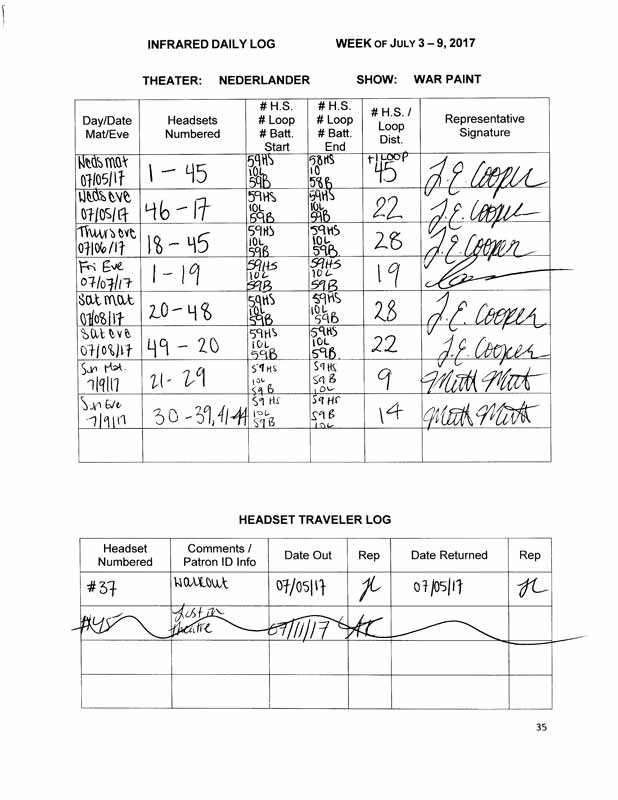 INFRARED DAILY LOG WEEK OF JULY 3 – 9, 2017
THEATER: NEDERLANDER SHOW: WAR PAINT
Day/Date Mat/Eve Headsets Numbered # H.S. # Loop # Batt. Start # H.S. # Loop # Batt. End # H.S. / Loop Dist. Representative Signature
Weds mat 07/05/17 1 – 45 59HS 10L 59B 58HS 10 58B +1 LOOP 45 J.E. Cooper
Weds eve 07/05/17 46 – 17 59HS 10L 59B 59HS 10L 59B 22 J.E. Cooper
Thurs eve 07/06/17 18 – 45 59HS 10L 59B 59HS 10L 59B 28 J.E. Cooper
Fri Eve 07/07/17 1 – 19 59HS 10L 59B 59HS 10L 59B 19
Sat mat 07/08/17 20 – 48 59HS 10L 59B 59HS 10L 59B 28 J.E. Cooper
Sat eve 07/08/17 49 – 20 59HS 10L 59B 59HS 10L 59B. 22 J.E. Cooper
Sun Mat. 7/9/17 21 - 29 59HS 10L 59B 59HS 59B 10L 9
Sun Eve 7/9/17 30 - 39, 41-44 59HS 10L 59B 59HS 59B 10L 14
HEADSET TRAVELER LOG
Headset Numbered Comments / Patron ID Info Date Out Rep Date Returned Rep
#37 Walkout 07/05/17 JC 07/05/17 JC
#45 Lost in theatre 07/11/17
35